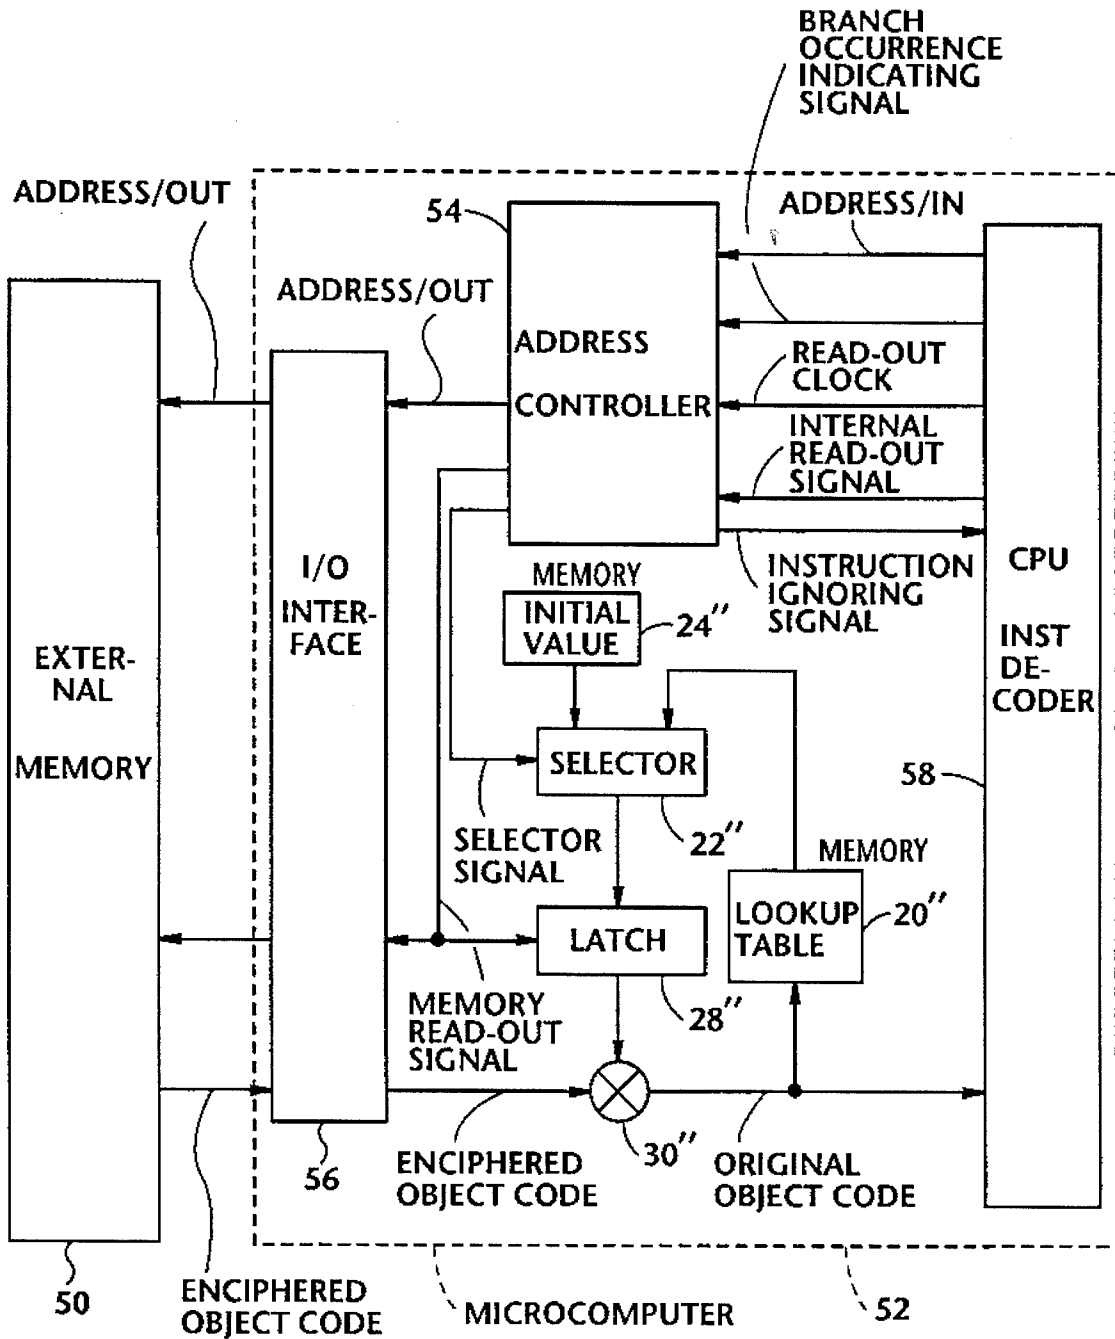 BRANCH
OCCURRENCE
INDICATING
SIGNAL
ADDRESS/OUT
54
ADDRESS/IN
ADDRESS/OUT
ADDRESS
CONTROLLER
READ-OUT
CLOCK
INTERNAL
READ-OUT
SIGNAL
I/O
INTER-
FACE
MEMORY
INITIAL
VALUE
24″
INSTRUCTION
IGNORING
SIGNAL
CPU
INST
DE-
CODER
EXTER-
NAL
MEMORY
SELECTOR
58
SELECTOR
SIGNAL
22″
MEMORY
LOOKUP
TABLE
20″
LATCH
MEMORY
READ-OUT
SIGNAL
28″
56
ENCIPHERED
OBJECT CODE
30″
ORIGINAL
OBJECT CODE
50
ENCIPHERED
OBJECT CODE
MICROCOMPUTER
52